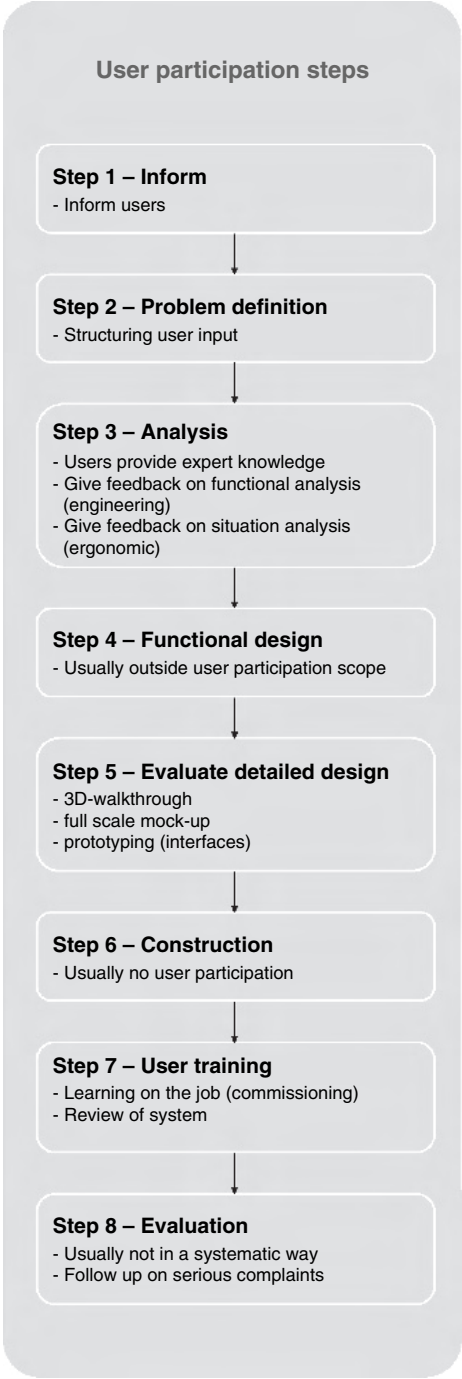 User participation steps
Step 1 – Inform
- Inform users
Step 2 – Problem definition
- Structuring user input
Step 3 – Analysis
- Users provide expert knowledge
- Give feedback on functional analysis
(engineering)
- Give feedback on situation analysis
(ergonomic)
Step 4 – Functional design
- Usually outside user participation scope
Step 5 – Evaluate detailed design
- 3D-walkthrough
- full scale mock-up
- prototyping (interfaces)
Step 6 – Construction
- Usually no user participation
Step 7 – User training
- Learning on the job (commissioning)
- Review of system
Step 8 – Evaluation
- Usually not in a systematic way
- Follow up on serious complaints